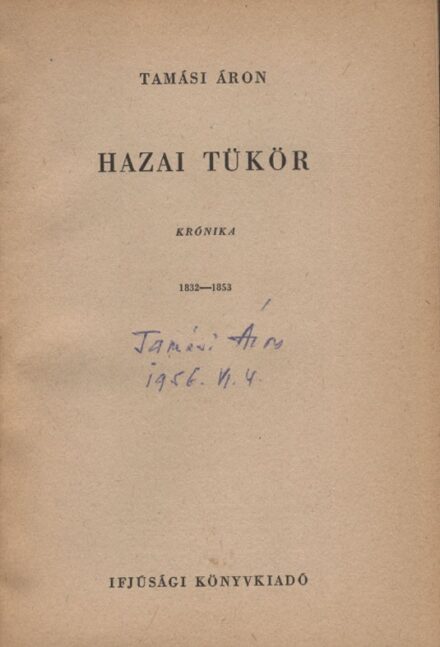 TAMÁSI ÁRON
HAZAI TÜKÖR
KRÓNIKA
1832—1853
Tamási Áron
1956. VI. 4.
IFJÚSÁGI KÖNYVKIADÓ